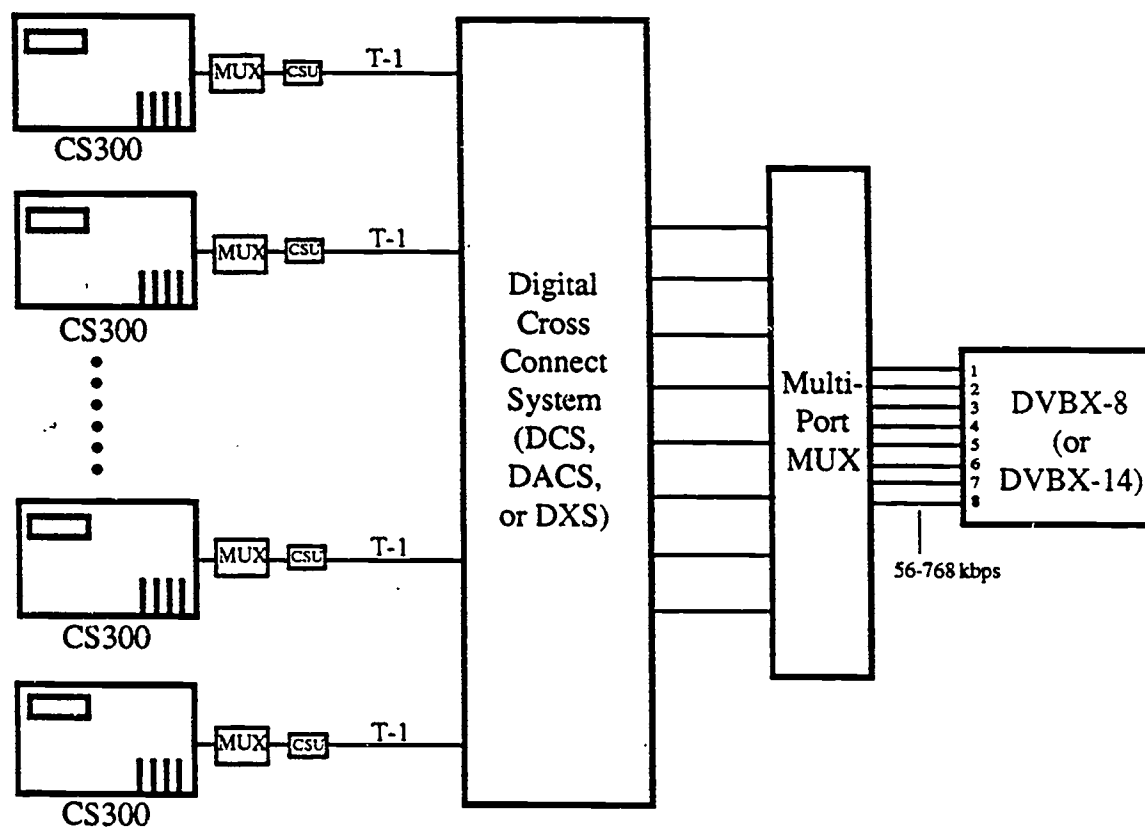 MUX
CSU
T-1
CS300
MUX
CSU
T-1
CS300
MUX
CSU
T-1
CS300
MUX
CSU
T-1
CS300
Digital
Cross
Connect
System
(DCS,
DACS,
or DXS)
Multi-
Port
MUX
1
2
3
4
5
6
7
8
DVBX-8
(or
DVBX-14)
56-768 kbps